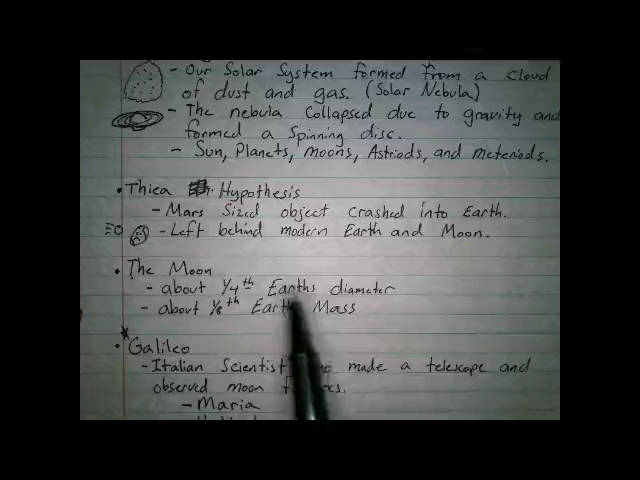 - Our Solar System formed from a cloud
of dust and gas. (Solar Nebula)
- The nebula collapsed due to gravity and
formed a spinning disc.
- Sun, Planets, moons, Astriods, and meteriods.
• Thiea Hypothesis
- Mars Sized object crashed into Earth.
- Left behind modern Earth and Moon.
• The Moon
- about 1/4th Earths diameter
- about 1/8th Earths Mass
• Galileo
- Italian Scientist made a telescope and
observed moon
- Maria